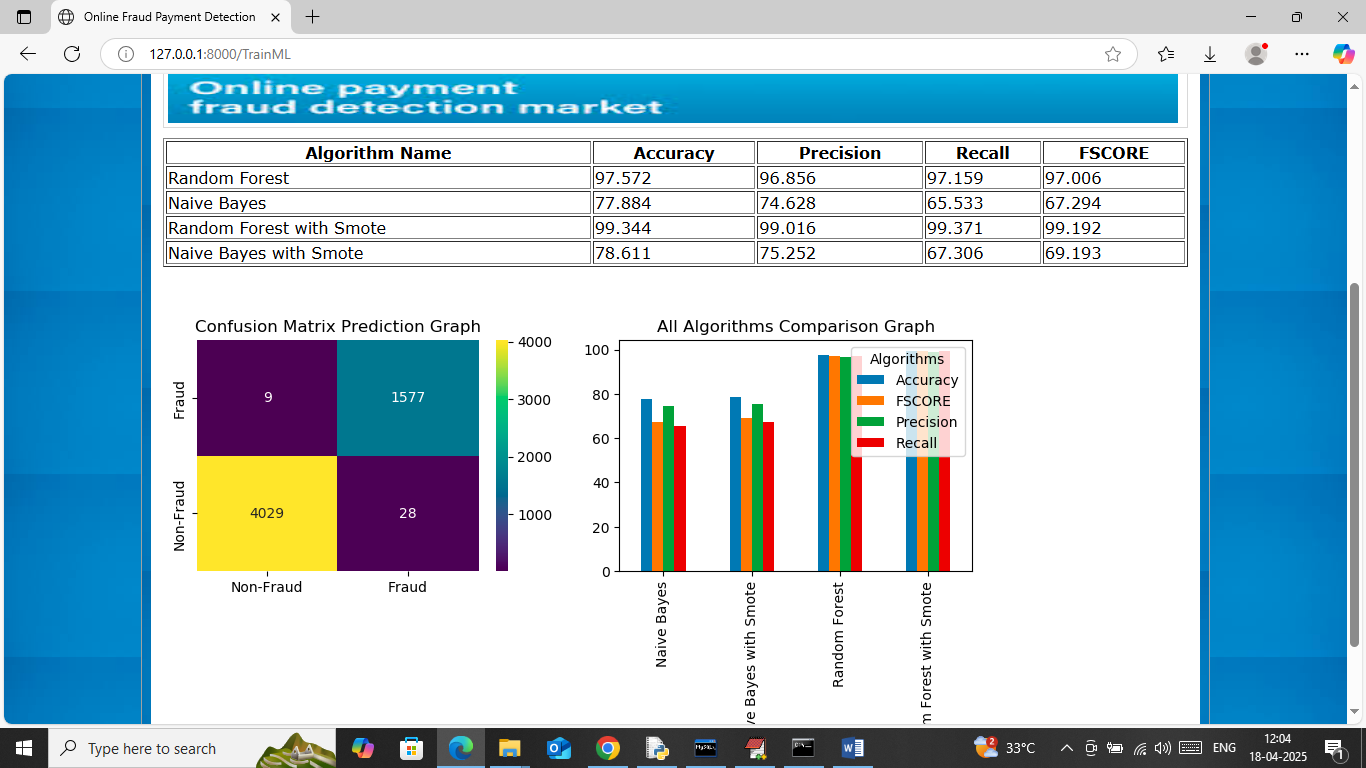 Online Fraud Payment Detection
127.0.0.1:8000/TrainML
Online payment
fraud detection market
Algorithm Name Accuracy Precision Recall FSCORE
Random Forest 97.572 96.856 97.159 97.006
Naive Bayes 77.884 74.628 65.533 67.294
Random Forest with Smote 99.344 99.016 99.371 99.192
Naive Bayes with Smote 78.611 75.252 67.306 69.193
Confusion Matrix Prediction Graph
Fraud
Non-Fraud
9 1577
4029 28
Non-Fraud Fraud
4000
3000
2000
1000
All Algorithms Comparison Graph
100
80
60
40
20
0
Algorithms
Accuracy
FSCORE
Precision
Recall
Naive Bayes
ve Bayes with Smote
Random Forest
m Forest with Smote
Type here to search
2
33°C
ENG
12:04
18-04-2025
1